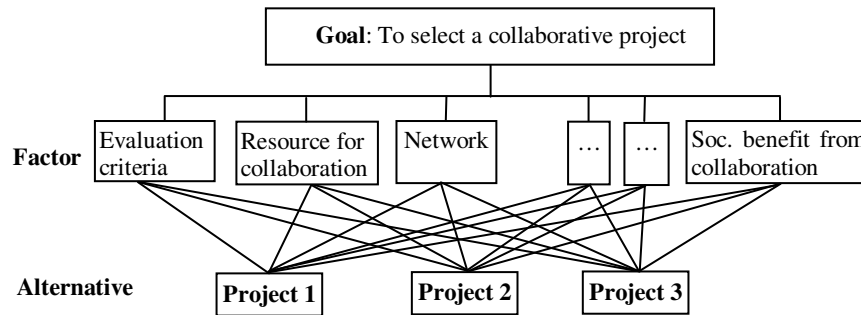 Goal: To select a collaborative project
Factor
Evaluation
criteria
Resource for
collaboration
Network
…
…
Soc. benefit from
collaboration
Alternative
Project 1
Project 2
Project 3